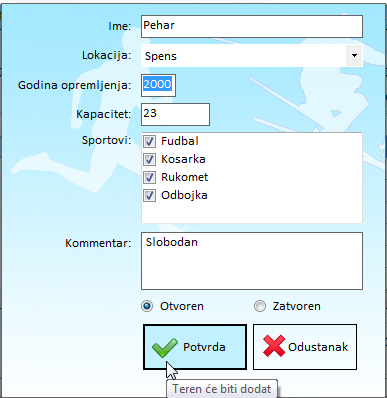 Ime: Pehar
Lokacija: Spens
Godina opremljenja: 2000
Kapacitet: 23
Sportovi: Fudbal
Kosarka
Rukomet
Odbojka
Kommentar: Slobodan
Otvoren Zatvoren
Potvrda Odustanak
Teren će biti dodat